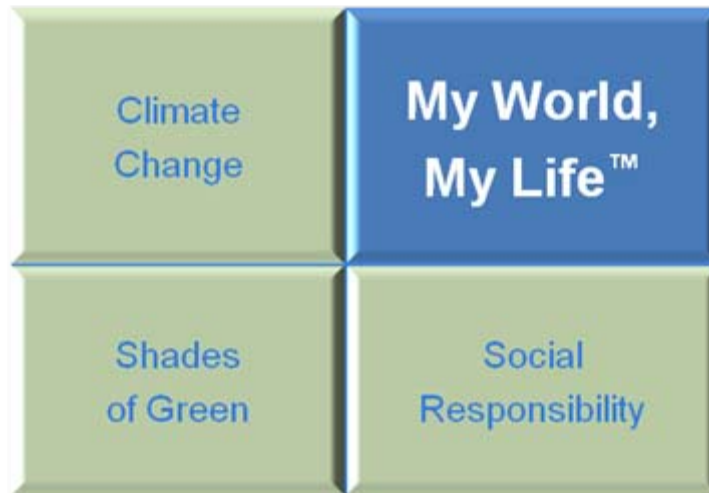 Climate
Change
My World,
My Life™
Shades
of Green
Social
Responsibility